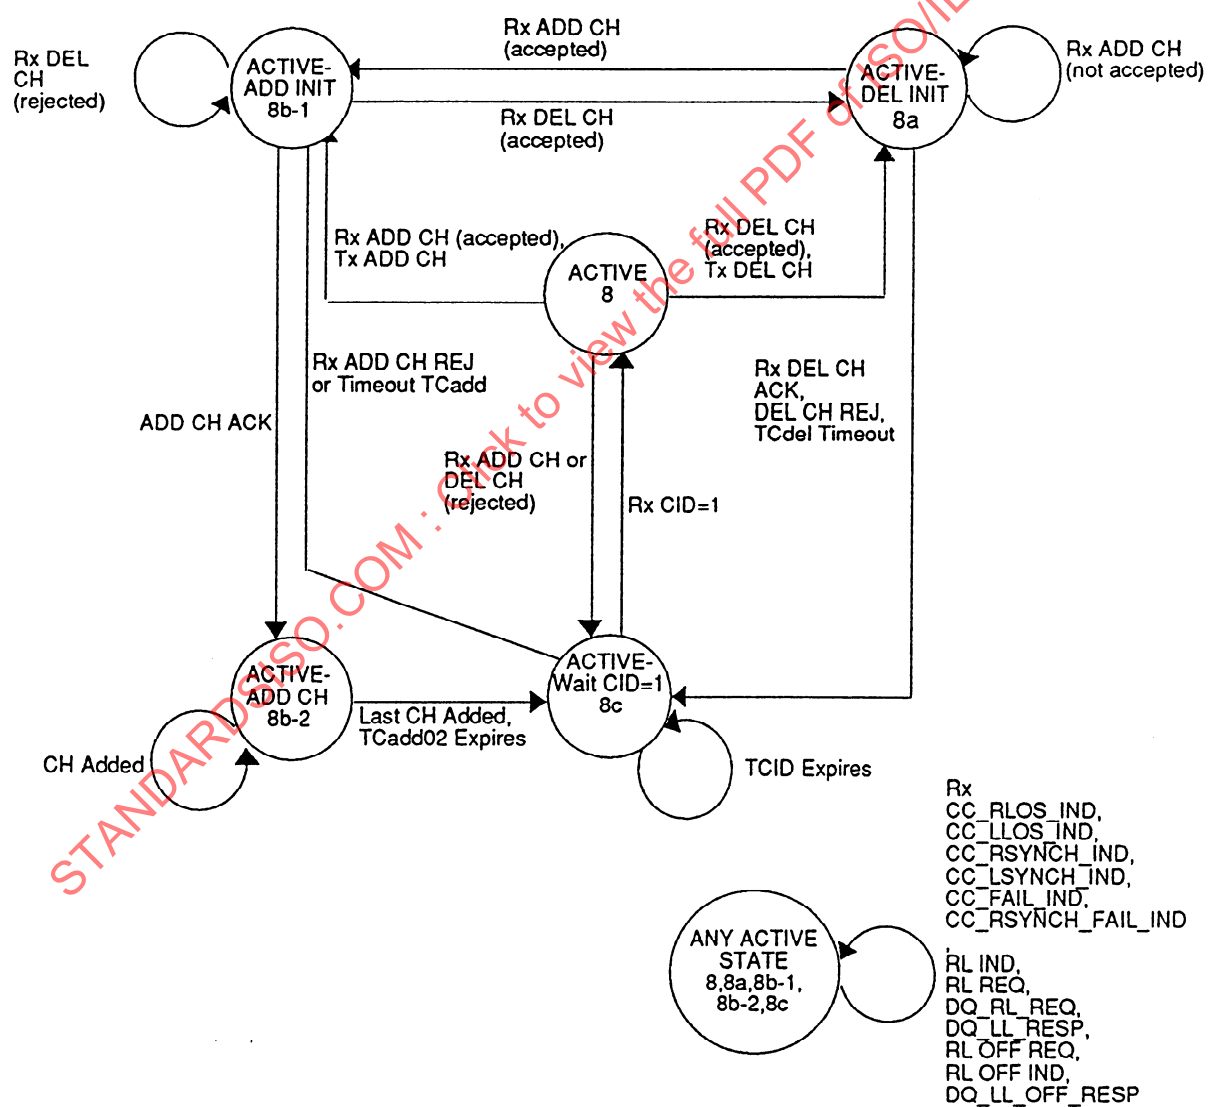 Rx DEL
CH
(rejected)
ACTIVE-
ADD INIT
8b-1
Rx ADD CH
(accepted)
Rx DEL CH
(accepted)
ACTIVE-
DEL INIT
8a
Rx ADD CH
(not accepted)
Rx ADD CH (accepted),
Tx ADD CH
ACTIVE
8
Rx DEL CH
(accepted),
Tx DEL CH
Rx ADD CH REJ
or Timeout TCadd
ADD CH ACK
Rx ADD CH or
DEL CH
(rejected)
Rx CID=1
Rx DEL CH
ACK,
DEL CH REJ,
TCdel Timeout
ACTIVE-
ADD CH
8b-2
Last CH Added,
TCadd02 Expires
ACTIVE-
Wait CID=1
8c
CH Added
TCID Expires
ANY ACTIVE
STATE
8,8a,8b-1,
8b-2,8c
Rx
CC_RLOS_IND,
CC_LLOS_IND,
CC_RSYNCH_IND,
CC_LSYNCH_IND,
CC_FAIL_IND,
CC_RSYNCH_FAIL_IND
,
RL IND,
RL REQ,
DQ_RL_REQ,
DQ_LL_RESP,
RL OFF REQ,
RL OFF IND,
DQ_LL_OFF_RESP
STANDARDSISO.COM : Click to view the full PDF of ISO/IE